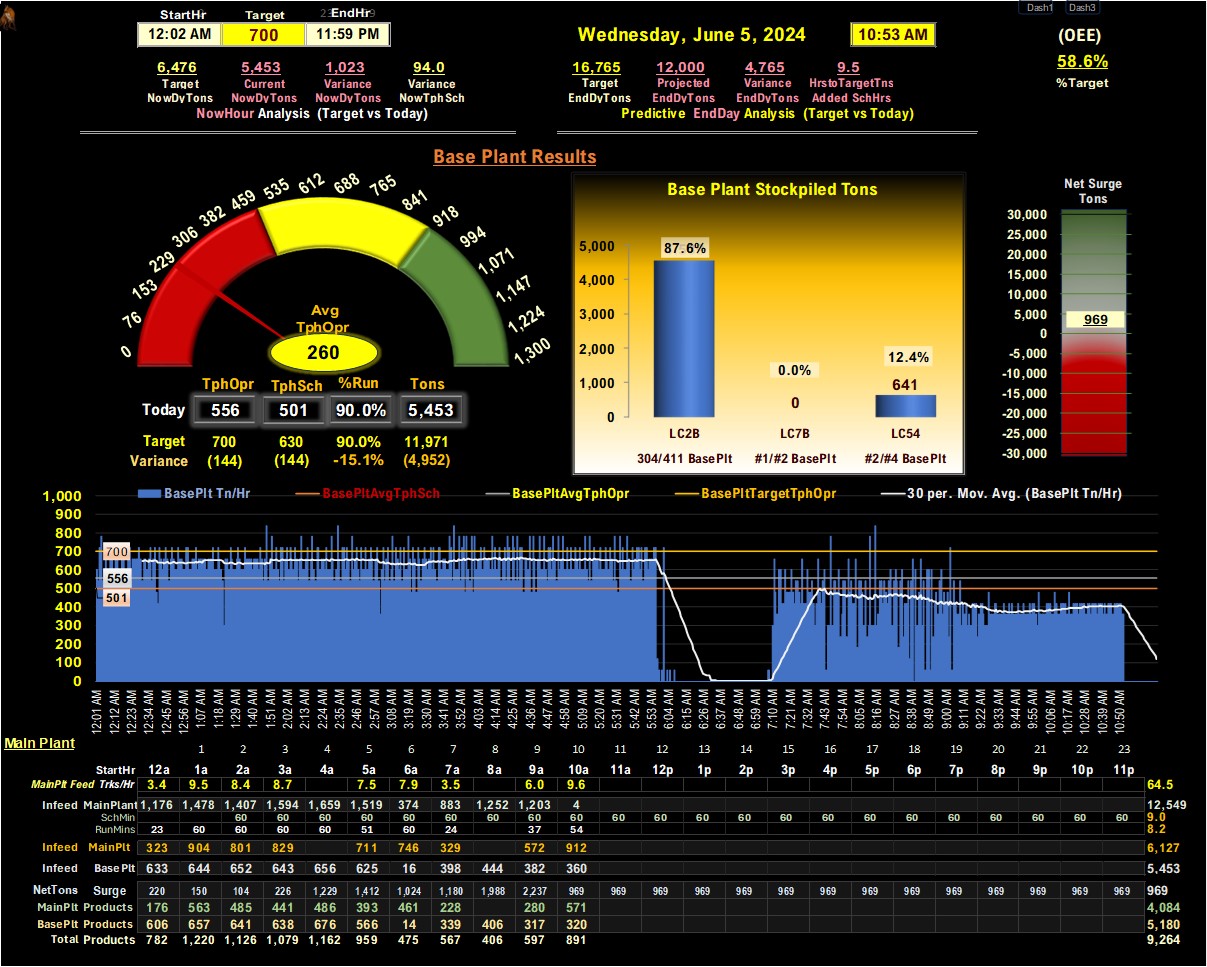 Dash1 Dash3
StartHr Target EndHr
12:02 AM 700 11:59 PM
Wednesday, June 5, 2024 10:53 AM
(OEE)
58.6%
%Target
6,476 5,453 1,023 94.0
Target Current Variance Variance
NowDyTons NowDyTons NowDyTons NowTphSch
NowHour Analysis (Target vs Today)
16,765 12,000 4,765 9.5
Target Projected Variance HrstoTargetTns
EndDyTons EndDyTons EndDyTons Added SchHrs
Predictive EndDay Analysis (Target vs Today)
Base Plant Results
0 76 153 229 306 382 459 535 612 688 765 841 918 994 1,071 1,147 1,224 1,300
Avg
TphOpr
260
TphOpr TphSch %Run Tons
Today 556 501 90.0% 5,453
Target 700 630 90.0% 11,971
Variance (144) (144) -15.1% (4,952)
Base Plant Stockpiled Tons
5,000
4,000
3,000
2,000
1,000
0
87.6% 0.0% 12.4%
0 641
LC2B LC7B LC54
304/411 BasePlt #1/#2 BasePlt #2/#4 BasePlt
Net Surge
Tons
30,000
25,000
20,000
15,000
10,000
5,000
0
-5,000
-10,000
-15,000
-20,000
-25,000
-30,000
969
BasePlt Tn/Hr BasePltAvgTphSch BasePltAvgTphOpr BasePltTargetTphOpr 30 per. Mov. Avg. (BasePlt Tn/Hr)
1,000
900
800
700
600
500
400
300
200
100
0
700
556
501
12:01 AM 12:12 AM 12:23 AM 12:34 AM 12:45 AM 12:56 AM 1:07 AM 1:18 AM 1:29 AM 1:40 AM 1:51 AM 2:02 AM 2:13 AM 2:24 AM 2:35 AM 2:46 AM 2:57 AM 3:08 AM 3:19 AM 3:30 AM 3:41 AM 3:52 AM 4:03 AM 4:14 AM 4:25 AM 4:36 AM 4:47 AM 4:58 AM 5:09 AM 5:20 AM 5:31 AM 5:42 AM 5:53 AM 6:04 AM 6:15 AM 6:26 AM 6:37 AM 6:48 AM 6:59 AM 7:10 AM 7:21 AM 7:32 AM 7:43 AM 7:54 AM 8:05 AM 8:16 AM 8:27 AM 8:38 AM 8:49 AM 9:00 AM 9:11 AM 9:22 AM 9:33 AM 9:44 AM 9:55 AM 10:06 AM 10:17 AM 10:28 AM 10:39 AM 10:50 AM
Main Plant
1 2 3 4 5 6 7 8 9 10 11 12 13 14 15 16 17 18 19 20 21 22 23
StartHr 12a 1a 2a 3a 4a 5a 6a 7a 8a 9a 10a 11a 12p 1p 2p 3p 4p 5p 6p 7p 8p 9p 10p 11p
MainPlt Feed Trks/Hr 3.4 9.5 8.4 8.7 7.5 7.9 3.5 6.0 9.6 64.5
Infeed MainPlant 1,176 1,478 1,407 1,594 1,659 1,519 374 883 1,252 1,203 4 12,549
SchMin 60 60 60 60 60 60 60 60 60 60 60 60 60 60 60 60 60 60 60 60 60 60 9.0
RunMins 23 60 60 60 60 51 60 24 37 54 8.2
Infeed MainPlt 323 904 801 829 711 746 329 572 912 6,127
Infeed Base Plt 633 644 652 643 656 625 16 398 444 382 360 5,453
NetTons Surge 220 150 104 226 1,229 1,412 1,024 1,180 1,988 2,237 969 969 969 969 969 969 969 969 969 969 969 969 969 969 969
MainPlt Products 176 563 485 441 486 393 461 228 280 571 4,084
BasePlt Products 606 657 641 638 676 566 14 339 406 317 320 5,180
Total Products 782 1,220 1,126 1,079 1,162 959 475 567 406 597 891 9,264